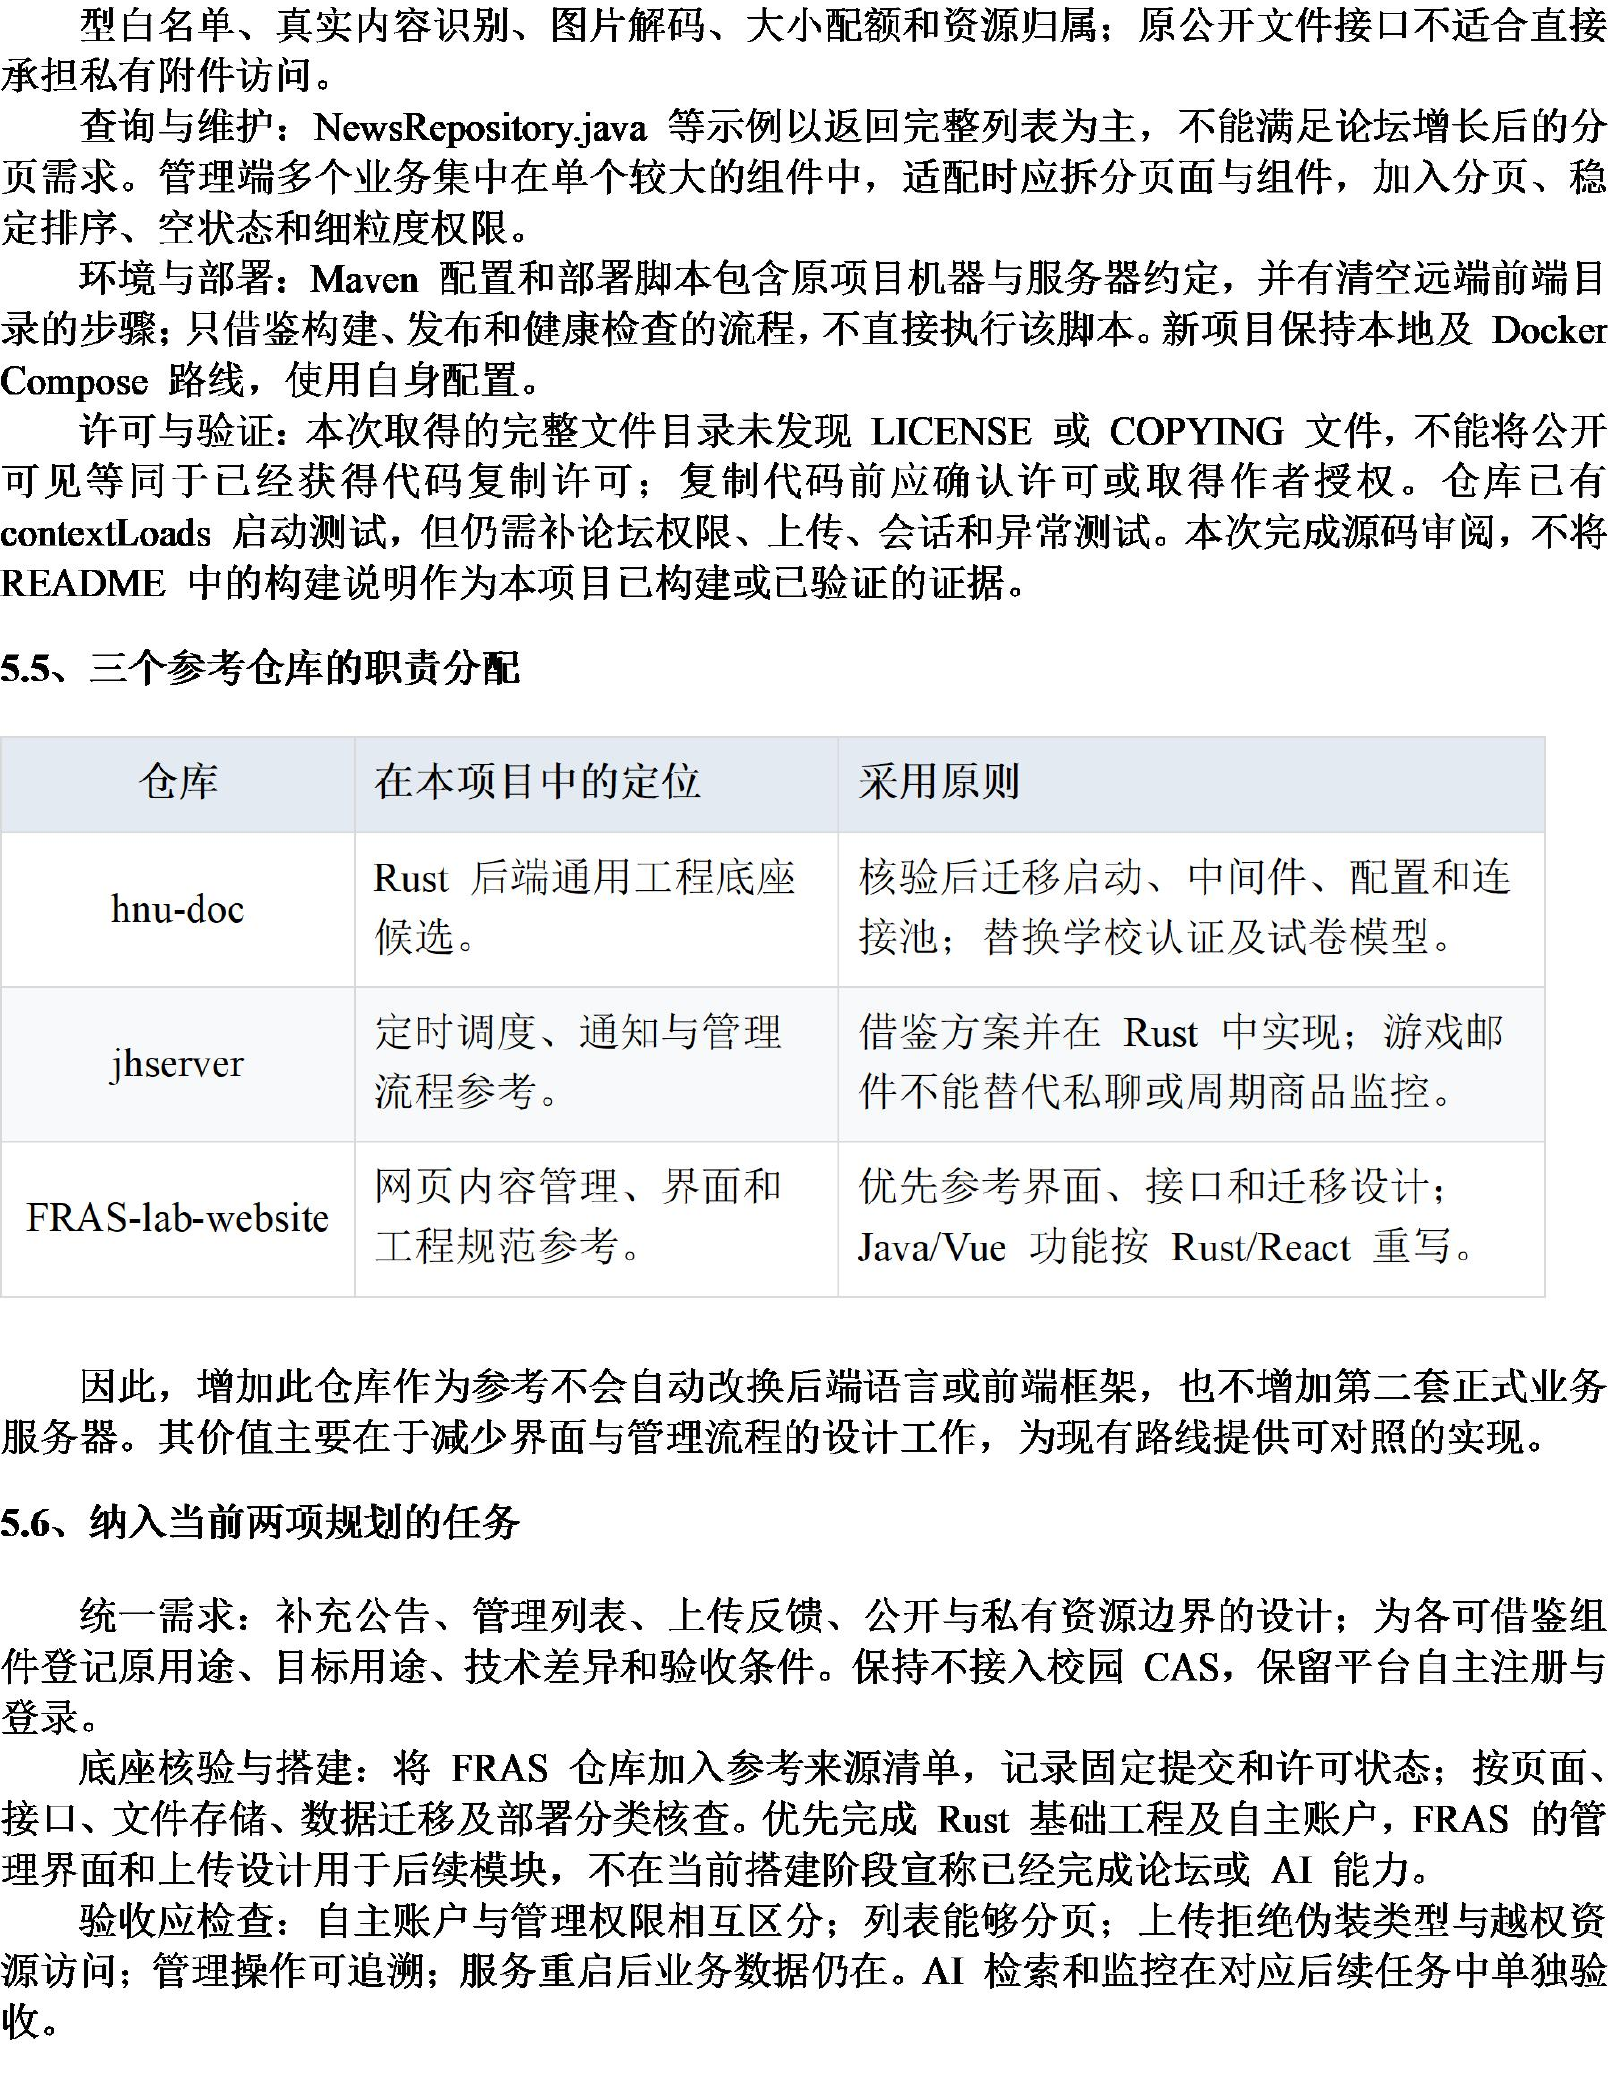 型白名单、真实内容识别、图片解码、大小配额和资源归属；原公开文件接口不适合直接
承担私有附件访问。
查询与维护：NewsRepository.java 等示例以返回完整列表为主，不能满足论坛增长后的分
页需求。管理端多个业务集中在单个较大的组件中，适配时应拆分页面与组件，加入分页、稳
定排序、空状态和细粒度权限。
环境与部署：Maven 配置和部署脚本包含原项目机器与服务器约定，并有清空远端前端目
录的步骤；只借鉴构建、发布和健康检查的流程，不直接执行该脚本。新项目保持本地及 Docker
Compose 路线，使用自身配置。
许可与验证：本次取得的完整文件目录未发现 LICENSE 或 COPYING 文件，不能将公开
可见等同于已经获得代码复制许可；复制代码前应确认许可或取得作者授权。仓库已有
contextLoads 启动测试，但仍需补论坛权限、上传、会话和异常测试。本次完成源码审阅，不将
README 中的构建说明作为本项目已构建或已验证的证据。
5.5、三个参考仓库的职责分配
仓库 在本项目中的定位 采用原则
hnu-doc
Rust 后端通用工程底座
候选。
核验后迁移启动、中间件、配置和连
接池；替换学校认证及试卷模型。
jhserver
定时调度、通知与管理
流程参考。
借鉴方案并在 Rust 中实现；游戏邮
件不能替代私聊或周期商品监控。
FRAS-lab-website
网页内容管理、界面和
工程规范参考。
优先参考界面、接口和迁移设计；
Java/Vue 功能按 Rust/React 重写。
因此，增加此仓库作为参考不会自动改换后端语言或前端框架，也不增加第二套正式业务
服务器。其价值主要在于减少界面与管理流程的设计工作，为现有路线提供可对照的实现。
5.6、纳入当前两项规划的任务
统一需求：补充公告、管理列表、上传反馈、公开与私有资源边界的设计；为各可借鉴组
件登记原用途、目标用途、技术差异和验收条件。保持不接入校园 CAS，保留平台自主注册与
登录。
底座核验与搭建：将 FRAS 仓库加入参考来源清单，记录固定提交和许可状态；按页面、
接口、文件存储、数据迁移及部署分类核查。优先完成 Rust 基础工程及自主账户，FRAS 的管
理界面和上传设计用于后续模块，不在当前搭建阶段宣称已经完成论坛或 AI 能力。
验收应检查：自主账户与管理权限相互区分；列表能够分页；上传拒绝伪装类型与越权资
源访问；管理操作可追溯；服务重启后业务数据仍在。AI 检索和监控在对应后续任务中单独验
收。